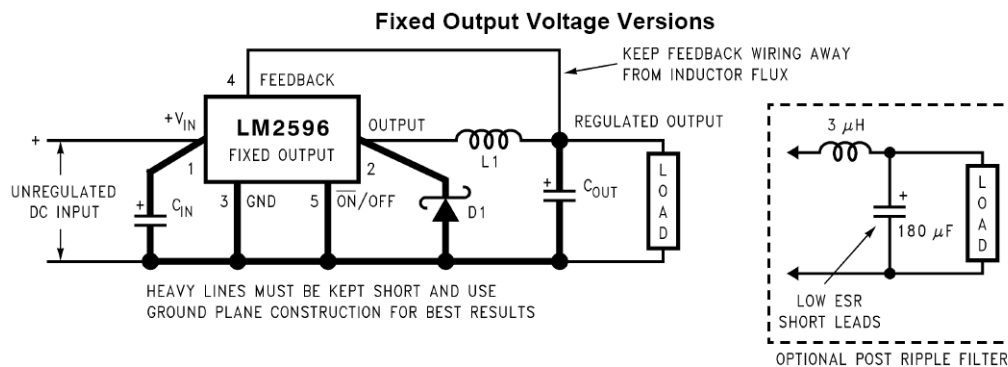 Fixed Output Voltage Versions
KEEP FEEDBACK WIRING AWAY
FROM INDUCTOR FLUX
4 FEEDBACK
+VIN
LM2596
FIXED OUTPUT
OUTPUT
REGULATED OUTPUT
+
1
2
L1
UNREGULATED
DC INPUT
+
CIN
3 GND
5 ON/OFF
D1
+
COUT
LOAD
-
HEAVY LINES MUST BE KEPT SHORT AND USE
GROUND PLANE CONSTRUCTION FOR BEST RESULTS
3 μH
+
180 μF
LOAD
LOW ESR
SHORT LEADS
OPTIONAL POST RIPPLE FILTER